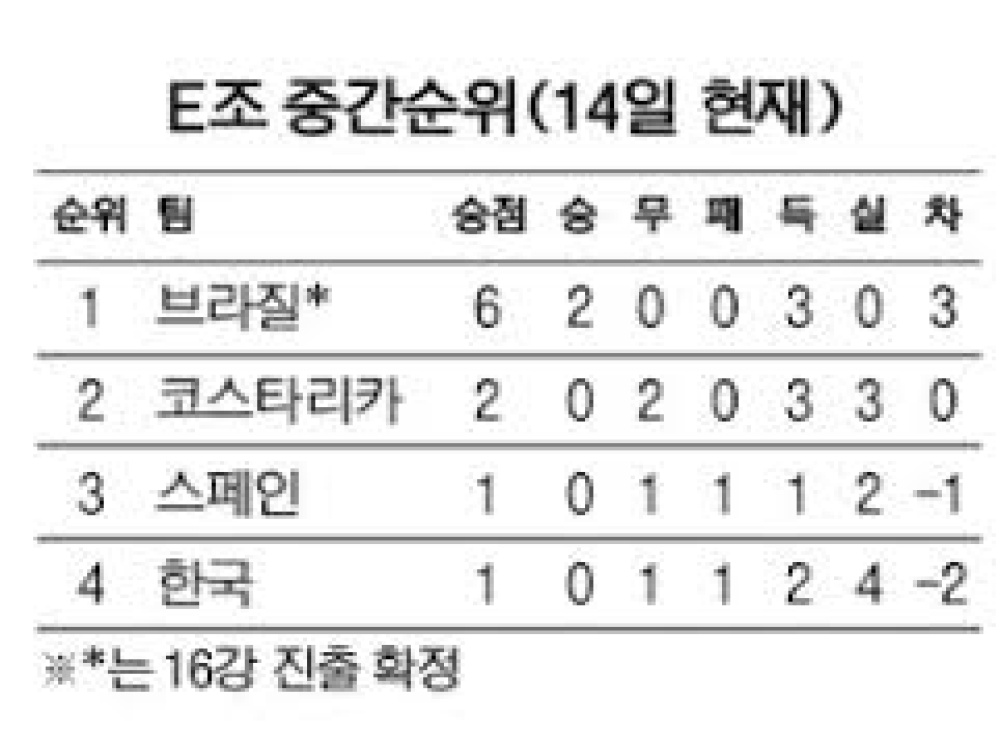 E조 중간순위(14일 현재)
순위 팀 승점 승 무 패 득 실 차
1 브라질* 6 2 0 0 3 0 3
2 코스타리카 2 0 2 0 3 3 0
3 스페인 1 0 1 1 1 2 -1
4 한국 1 0 1 1 2 4 -2
※*는 16강 진출 확정